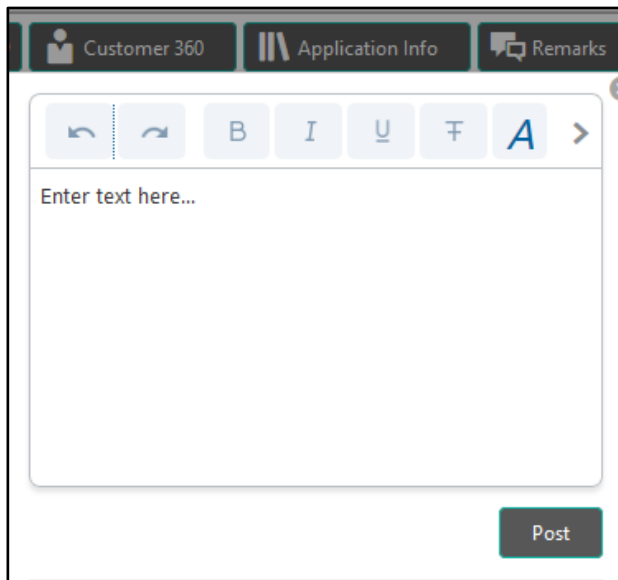 Customer 360
Application Info
Remarks
B I U T A
Enter text here...
Post